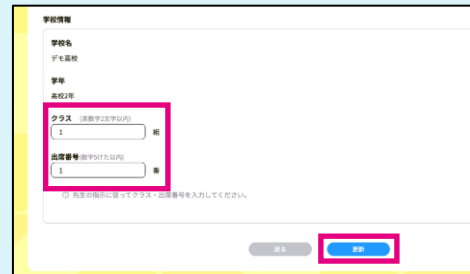 学校情報
学校名
デモ高校
学年
高校2年
クラス (英数字2文字以内)
1 組
出席番号(数字5けた以内)
1 番
① 先生の指示に従ってクラス・出席番号を入力してください。
戻る 更新